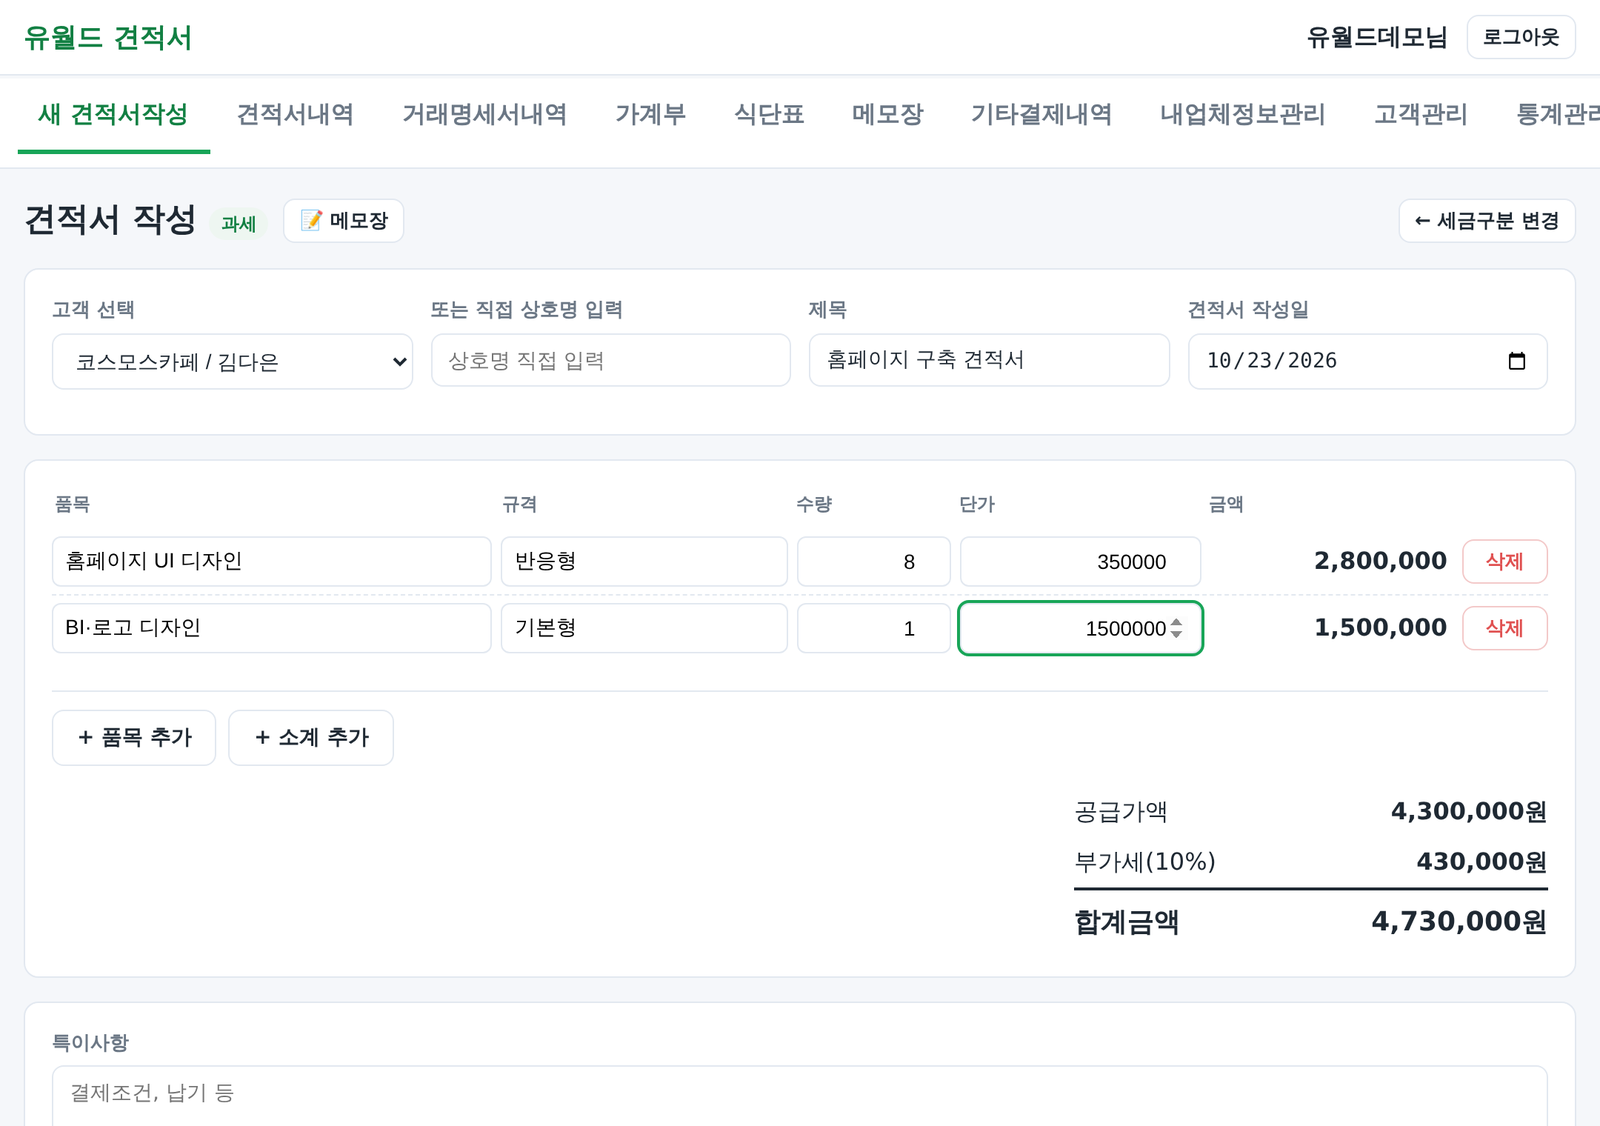 유월드 견적서
유월드데모님
로그아웃
새 견적서작성 견적서내역 거래명세서내역 가계부 식단표 메모장 기타결제내역 내업체정보관리 고객관리 통계관리
견적서 작성 과세 📝 메모장
← 세금구분 변경
고객 선택 또는 직접 상호명 입력 제목 견적서 작성일
코스모스카페 / 김다은 상호명 직접 입력 홈페이지 구축 견적서 10/23/2026
품목 규격 수량 단가 금액
홈페이지 UI 디자인 반응형 8 350000 2,800,000 삭제
BI·로고 디자인 기본형 1 1500000 1,500,000 삭제
+ 품목 추가 + 소계 추가
공급가액 4,300,000원
부가세(10%) 430,000원
합계금액 4,730,000원
특이사항
결제조건, 납기 등